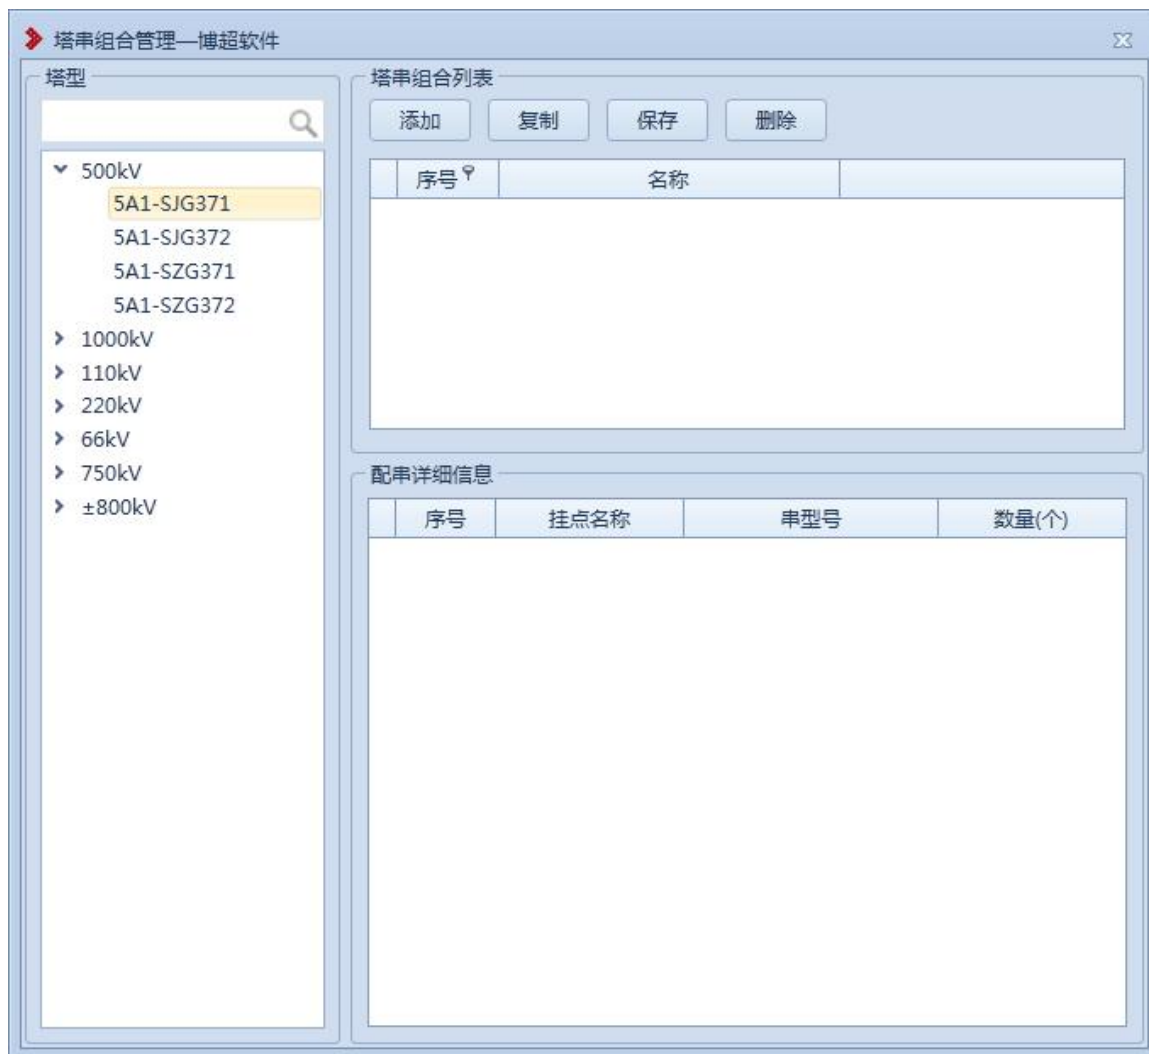 塔串组合管理—博超软件
塔型
500kV
5A1-SJG371
5A1-SJG372
5A1-SZG371
5A1-SZG372
1000kV
110kV
220kV
66kV
750kV
±800kV
塔串组合列表
添加 复制 保存 删除
序号 名称
配串详细信息
序号 挂点名称 串型号 数量(个)